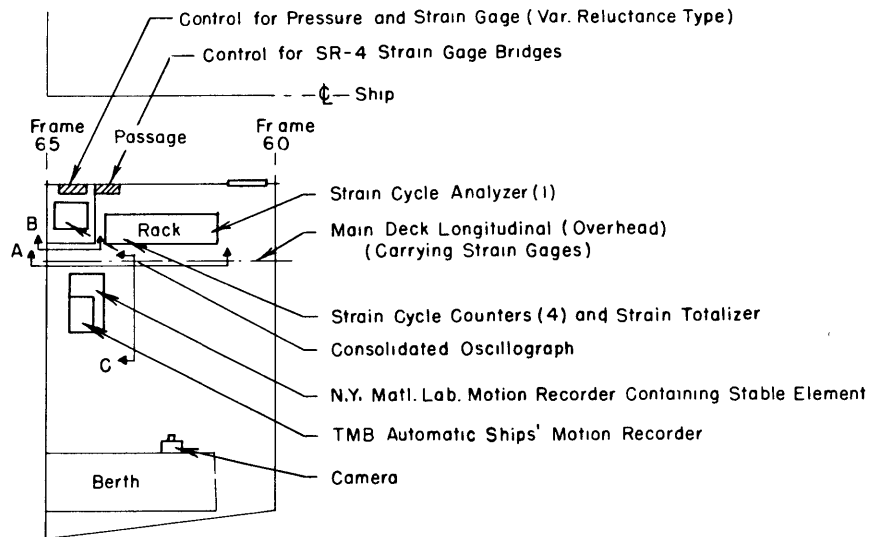 Control for Pressure and Strain Gage (Var. Reluctance Type)
Control for SR-4 Strain Gage Bridges
℄ Ship
Frame
65
Passage
Frame
60
Strain Cycle Analyzer (1)
B
Rack
Main Deck Longitudinal (Overhead)
(Carrying Strain Gages)
A
Strain Cycle Counters (4) and Strain Totalizer
Consolidated Oscillograph
C
N.Y. Matl. Lab. Motion Recorder Containing Stable Element
TMB Automatic Ships' Motion Recorder
Camera
Berth